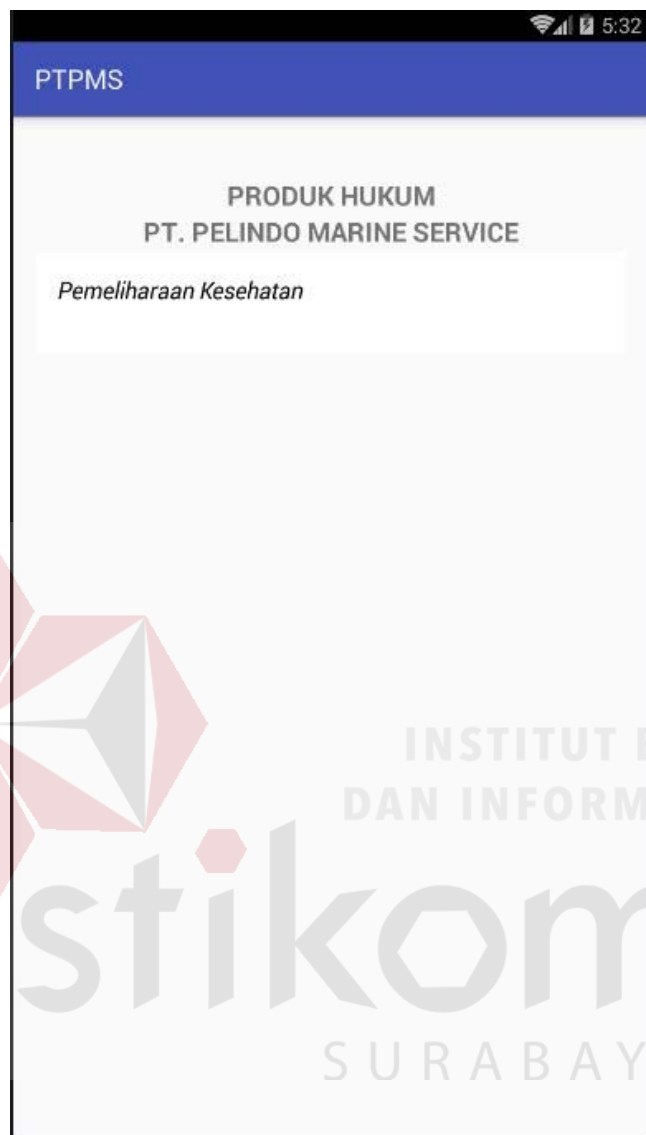 5:32
PTPMS
PRODUK HUKUM
PT. PELINDO MARINE SERVICE
Pemeliharaan Kesehatan
INSTITUT B
DAN INFORM
stikom
SURABAY